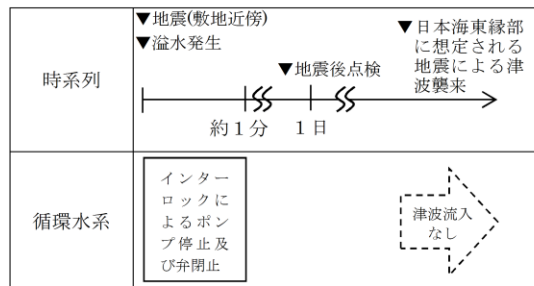 時系列
▼地震(敷地近傍)
▼溢水発生
▼地震後点検
▼日本海東縁部
に想定される
地震による津
波襲来
約1分
1日
循環水系
インター
ロックに
よるポン
プ停止及
び弁閉止
津波流入
なし